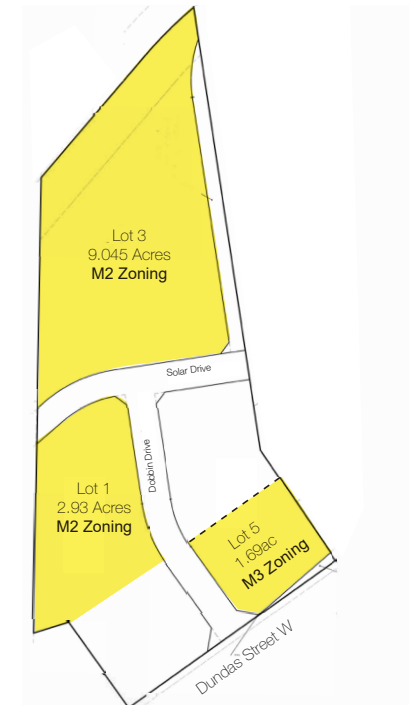 Lot 3
9.045 Acres
M2 Zoning
Solar Drive
Dobbin Drive
Lot 1
2.93 Acres
M2 Zoning
Lot 5
1.69ac
M3 Zoning
Dundas Street W